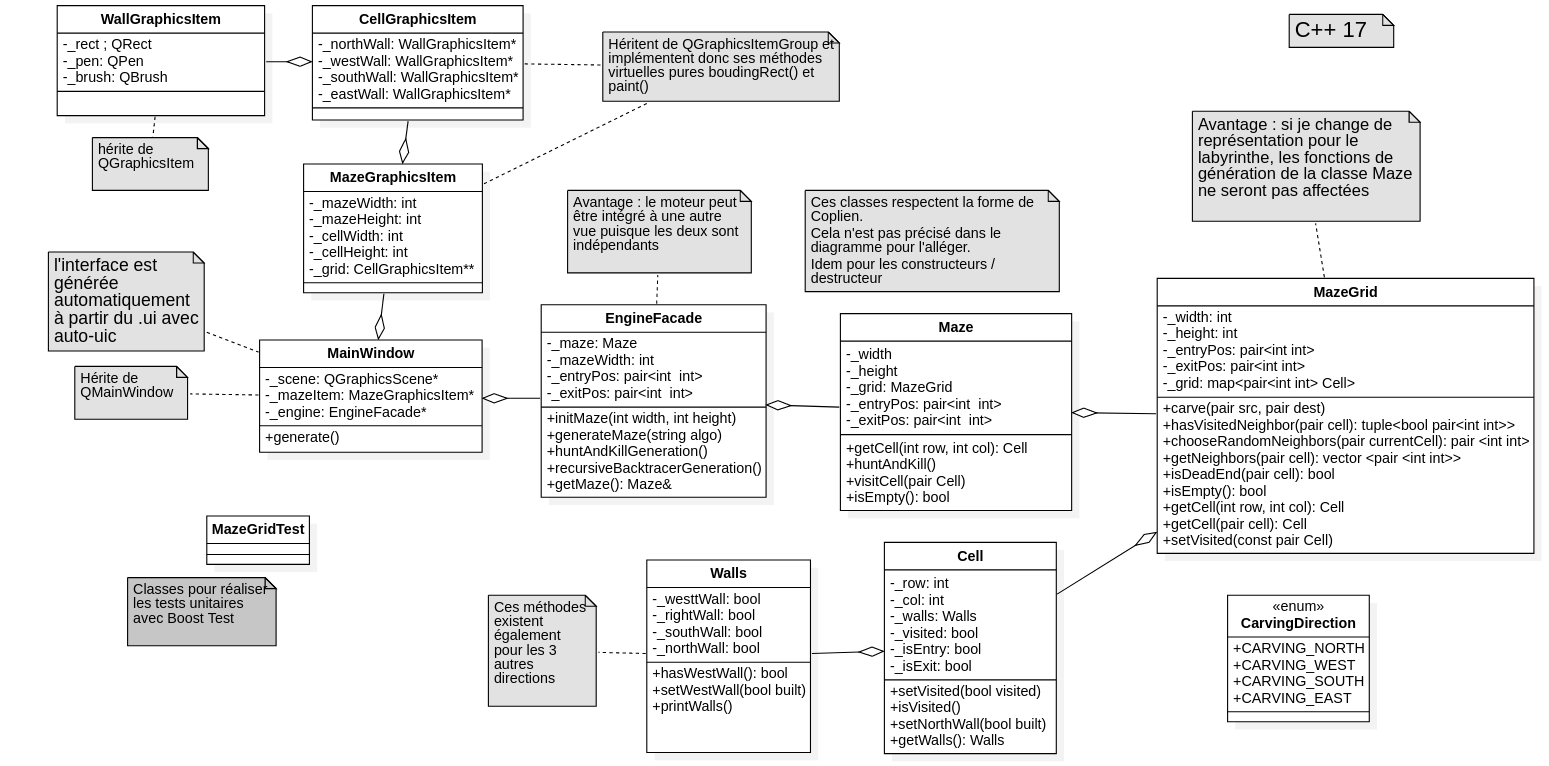 WallGraphicsItem
-_rect ; QRect
-_pen: QPen
-_brush: QBrush
CellGraphicsItem
-_northWall: WallGraphicsItem*
-_westWall: WallGraphicsItem*
-_southWall: WallGraphicsItem*
-_eastWall: WallGraphicsItem*
Héritent de QGraphicsItemGroup et
implémentent donc ses méthodes
virtuelles pures boudingRect() et
paint()
C++ 17
hérite de
QGraphicsItem
MazeGraphicsItem
-_mazeWidth: int
-_mazeHeight: int
-_cellWidth: int
-_cellHeight: int
-_grid: CellGraphicsItem**
Avantage : le moteur peut
être intégré à une autre
vue puisque les deux sont
indépendants
Ces classes respectent la forme de
Coplien.
Cela n'est pas précisé dans le
diagramme pour l'alléger.
Idem pour les constructeurs /
destructeur
Avantage : si je change de
représentation pour le
labyrinthe, les fonctions de
génération de la classe Maze
ne seront pas affectées
l'interface est
générée
automatiquement
à partir du .ui avec
auto-uic
Hérite de
QMainWindow
MainWindow
-_scene: QGraphicsScene*
-_mazeItem: MazeGraphicsItem*
-_engine: EngineFacade*
+generate()
EngineFacade
-_maze: Maze
-_mazeWidth: int
-_entryPos: pair<int  int>
-_exitPos: pair<int  int>
+initMaze(int width, int height)
+generateMaze(string algo)
+huntAndKillGeneration()
+recursiveBacktracerGeneration()
+getMaze(): Maze&
Maze
-_width
-_height
-_grid: MazeGrid
-_entryPos: pair<int  int>
-_exitPos: pair<int  int>
+getCell(int row, int col): Cell
+huntAndKill()
+visitCell(pair Cell)
+isEmpty(): bool
MazeGrid
-_width: int
-_height: int
-_entryPos: pair<int int>
-_exitPos: pair<int int>
-_grid: map<pair<int int> Cell>
+carve(pair src, pair dest)
+hasVisitedNeighbor(pair cell): tuple<bool pair<int int>>
+chooseRandomNeighbors(pair currentCell): pair <int int>
+getNeighbors(pair cell): vector <pair <int int>>
+isDeadEnd(pair cell): bool
+isEmpty(): bool
+getCell(int row, int col): Cell
+getCell(pair cell): Cell
+setVisited(const pair Cell)
MazeGridTest
Classes pour réaliser
les tests unitaires
avec Boost Test
Ces méthodes
existent
également
pour les 3
autres
directions
Walls
-_westtWall: bool
-_rightWall: bool
-_southWall: bool
-_northWall: bool
+hasWestWall(): bool
+setWestWall(bool built)
+printWalls()
Cell
-_row: int
-_col: int
-_walls: Walls
-_visited: bool
-_isEntry: bool
-_isExit: bool
+setVisited(bool visited)
+isVisited()
+setNorthWall(bool built)
+getWalls(): Walls
«enum»
CarvingDirection
+CARVING_NORTH
+CARVING_WEST
+CARVING_SOUTH
+CARVING_EAST